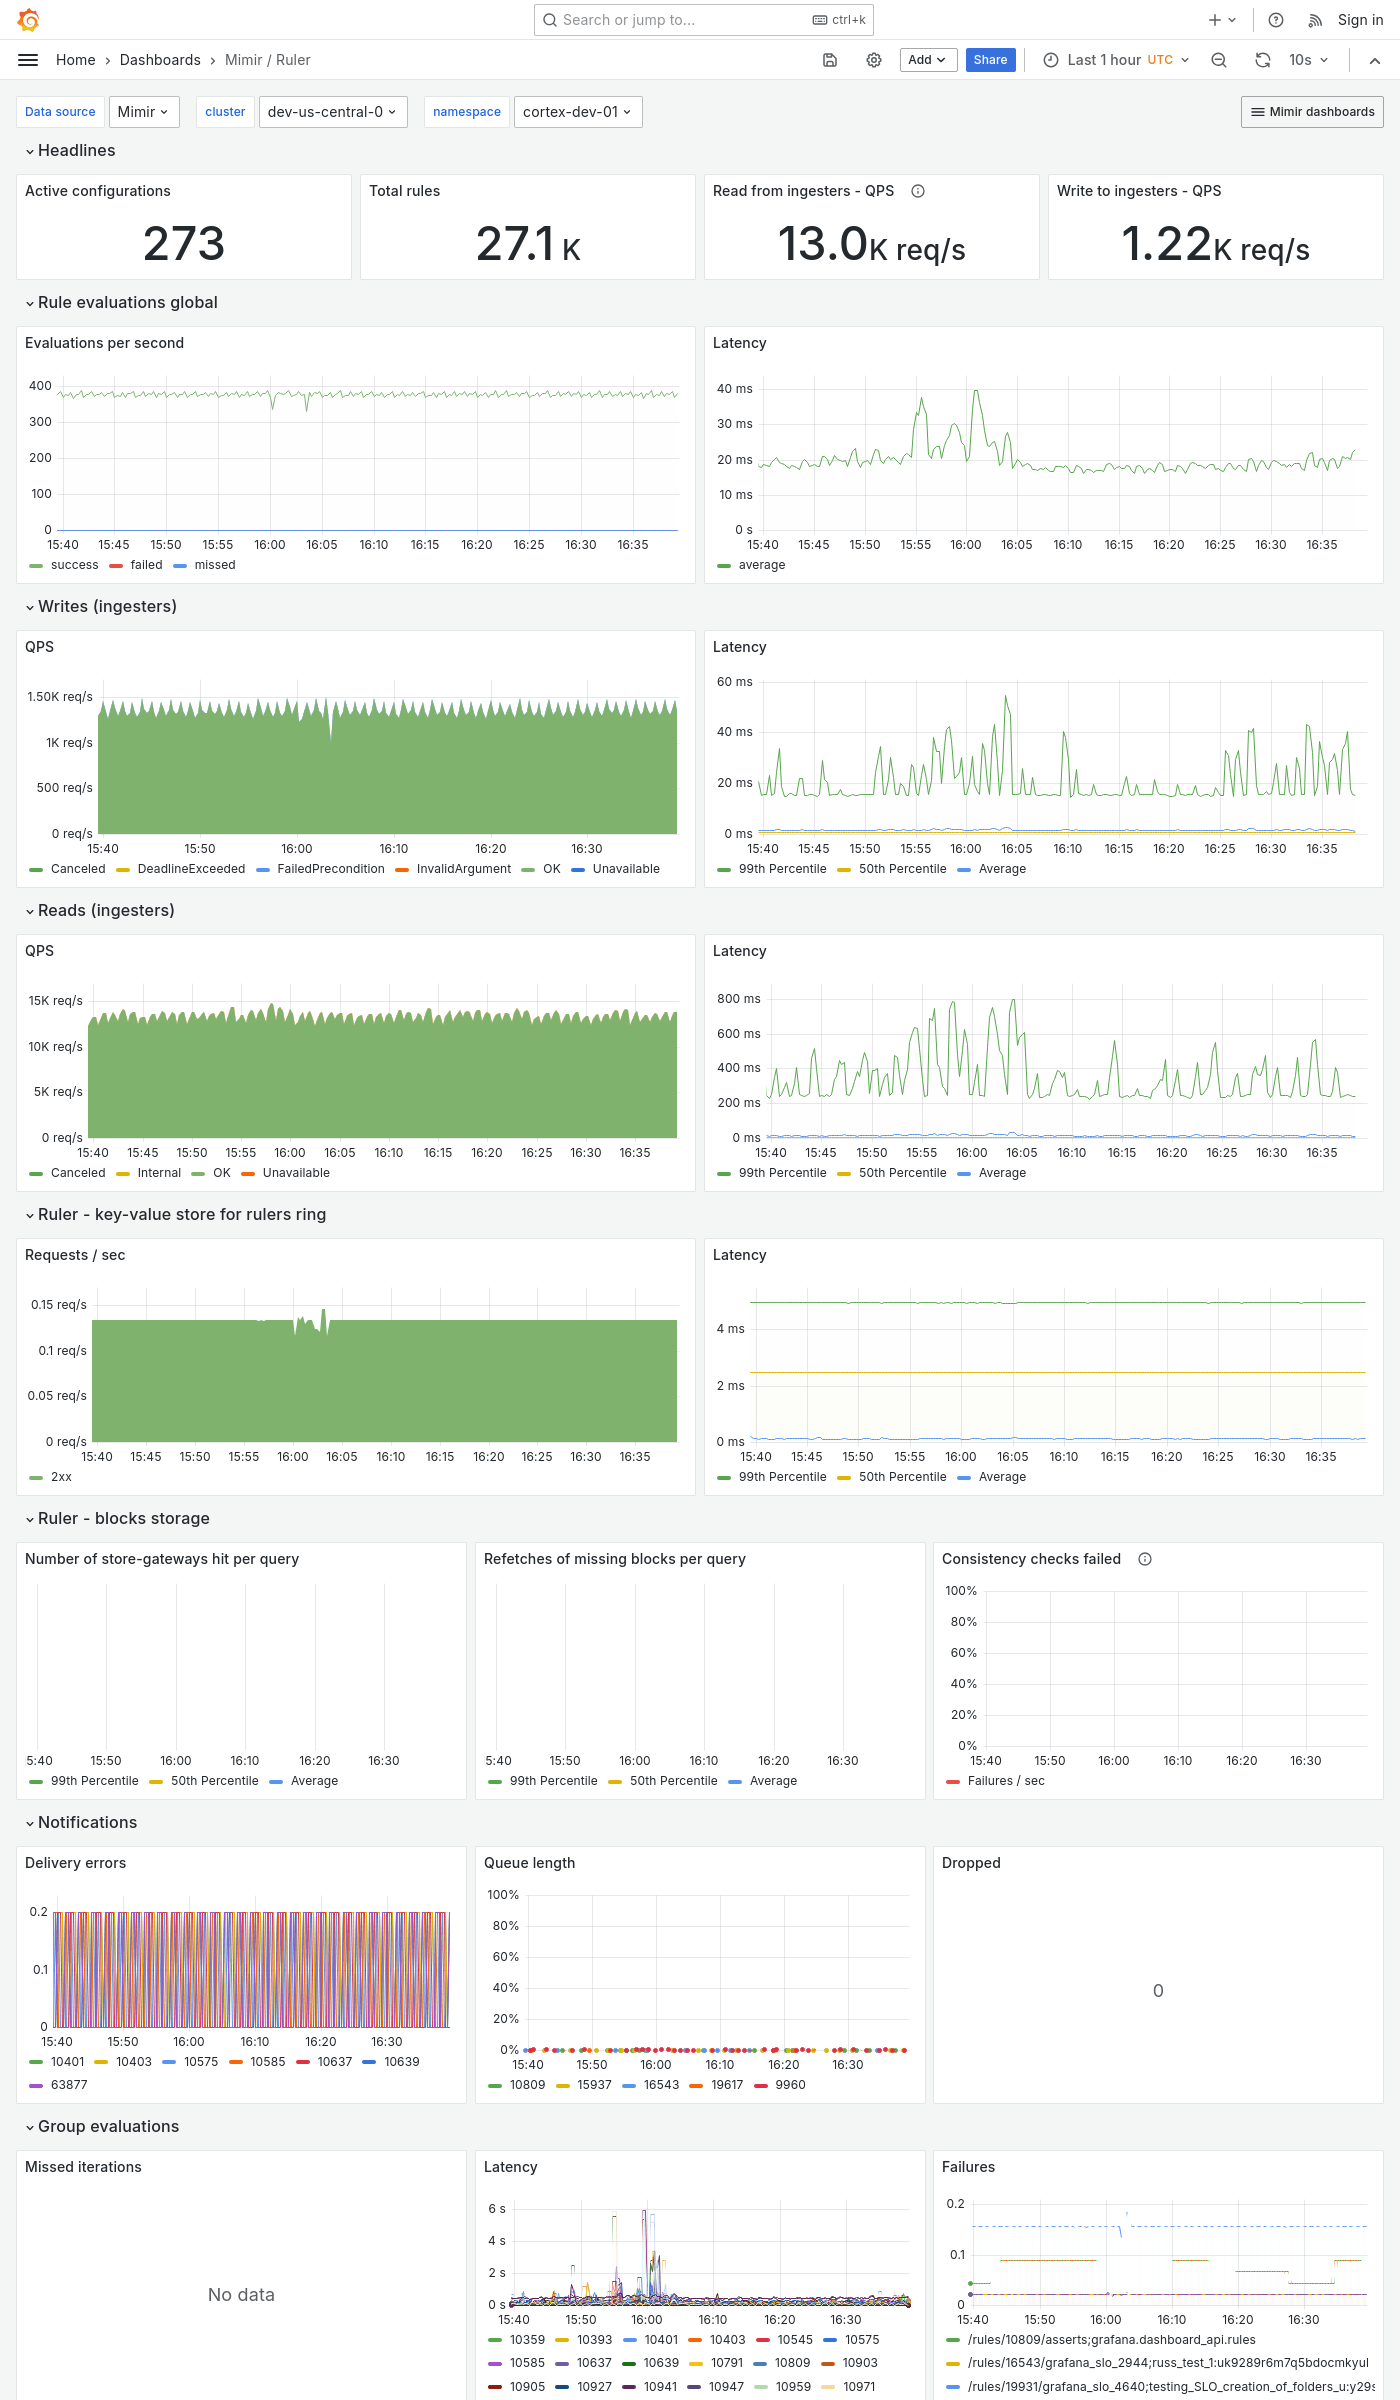 Search or jump to...
ctrl+k
Sign in
Home › Dashboards › Mimir / Ruler
Add
Share
Last 1 hour UTC
10s
Data source
Mimir
cluster
dev-us-central-0
namespace
cortex-dev-01
Mimir dashboards
Headlines
Active configurations
273
Total rules
27.1 K
Read from ingesters - QPS
13.0K req/s
Write to ingesters - QPS
1.22K req/s
Rule evaluations global
Evaluations per second
400
300
200
100
0
15:40 15:45 15:50 15:55 16:00 16:05 16:10 16:15 16:20 16:25 16:30 16:35
success failed missed
Latency
40 ms
30 ms
20 ms
10 ms
0 s
15:40 15:45 15:50 15:55 16:00 16:05 16:10 16:15 16:20 16:25 16:30 16:35
average
Writes (ingesters)
QPS
1.50K req/s
1K req/s
500 req/s
0 req/s
15:40 15:50 16:00 16:10 16:20 16:30
Canceled DeadlineExceeded FailedPrecondition InvalidArgument OK Unavailable
Latency
60 ms
40 ms
20 ms
0 ms
15:40 15:45 15:50 15:55 16:00 16:05 16:10 16:15 16:20 16:25 16:30 16:35
99th Percentile 50th Percentile Average
Reads (ingesters)
QPS
15K req/s
10K req/s
5K req/s
0 req/s
15:40 15:45 15:50 15:55 16:00 16:05 16:10 16:15 16:20 16:25 16:30 16:35
Canceled Internal OK Unavailable
Latency
800 ms
600 ms
400 ms
200 ms
0 ms
15:40 15:45 15:50 15:55 16:00 16:05 16:10 16:15 16:20 16:25 16:30 16:35
99th Percentile 50th Percentile Average
Ruler - key-value store for rulers ring
Requests / sec
0.15 req/s
0.1 req/s
0.05 req/s
0 req/s
15:40 15:45 15:50 15:55 16:00 16:05 16:10 16:15 16:20 16:25 16:30 16:35
2xx
Latency
4 ms
2 ms
0 ms
15:40 15:45 15:50 15:55 16:00 16:05 16:10 16:15 16:20 16:25 16:30 16:35
99th Percentile 50th Percentile Average
Ruler - blocks storage
Number of store-gateways hit per query
5:40 15:50 16:00 16:10 16:20 16:30
99th Percentile 50th Percentile Average
Refetches of missing blocks per query
5:40 15:50 16:00 16:10 16:20 16:30
99th Percentile 50th Percentile Average
Consistency checks failed
100%
80%
60%
40%
20%
0%
15:40 15:50 16:00 16:10 16:20 16:30
Failures / sec
Notifications
Delivery errors
0.2
0.1
0
15:40 15:50 16:00 16:10 16:20 16:30
10401 10403 10575 10585 10637 10639
63877
Queue length
100%
80%
60%
40%
20%
0%
15:40 15:50 16:00 16:10 16:20 16:30
10809 15937 16543 19617 9960
Dropped
0
Group evaluations
Missed iterations
No data
Latency
6 s
4 s
2 s
0 s
15:40 15:50 16:00 16:10 16:20 16:30
10359 10393 10401 10403 10545 10575
10585 10637 10639 10791 10809 10903
10905 10927 10941 10947 10959 10971
Failures
0.2
0.1
0
15:40 15:50 16:00 16:10 16:20 16:30
/rules/10809/asserts;grafana.dashboard_api.rules
/rules/16543/grafana_slo_2944;russ_test_1:uk9289r6m7q5bdocmkyul
/rules/19931/grafana_slo_4640;testing_SLO_creation_of_folders_u:y29s